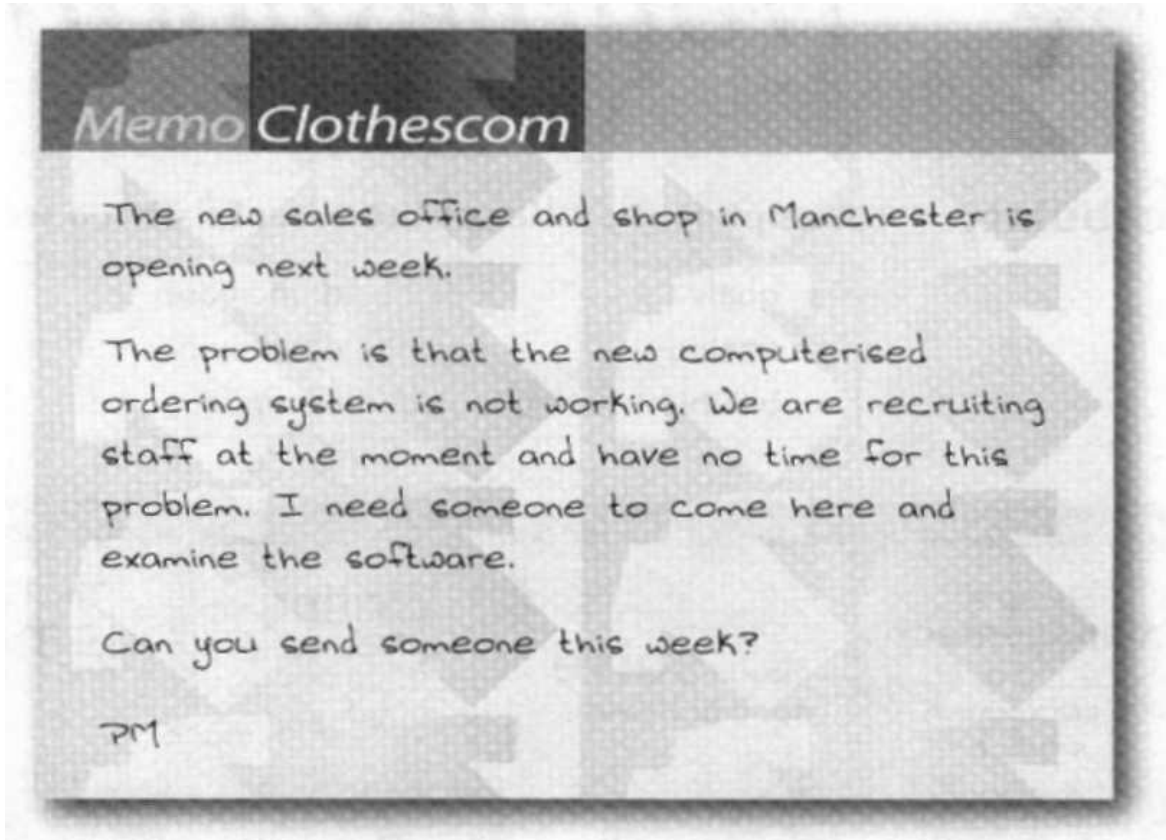 Memo Clothescom
The new sales office and shop in Manchester is
opening next week.
The problem is that the new computerised
ordering system is not working. We are recruiting
staff at the moment and have no time for this
problem. I need someone to come here and
examine the software.
Can you send someone this week?
PM